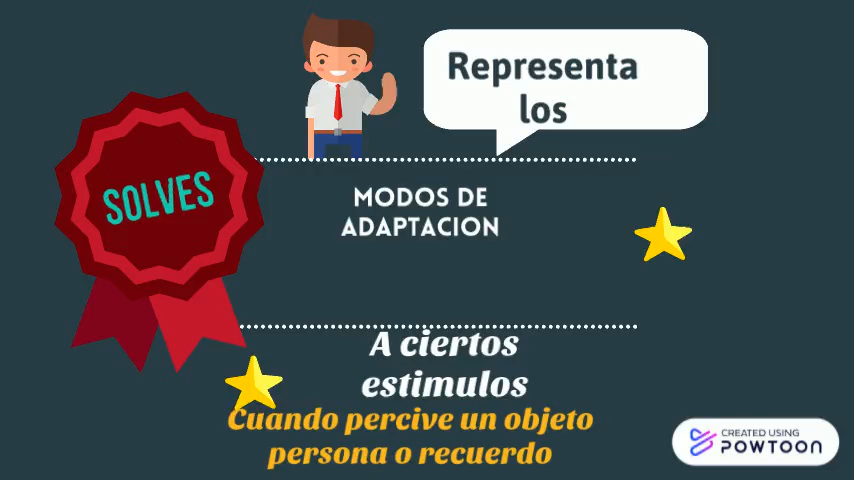 Representa
los
SOLVES
MODOS DE
ADAPTACION
A ciertos
estimulos
Cuando percive un objeto
persona o recuerdo
CREATED USING
POWTOON